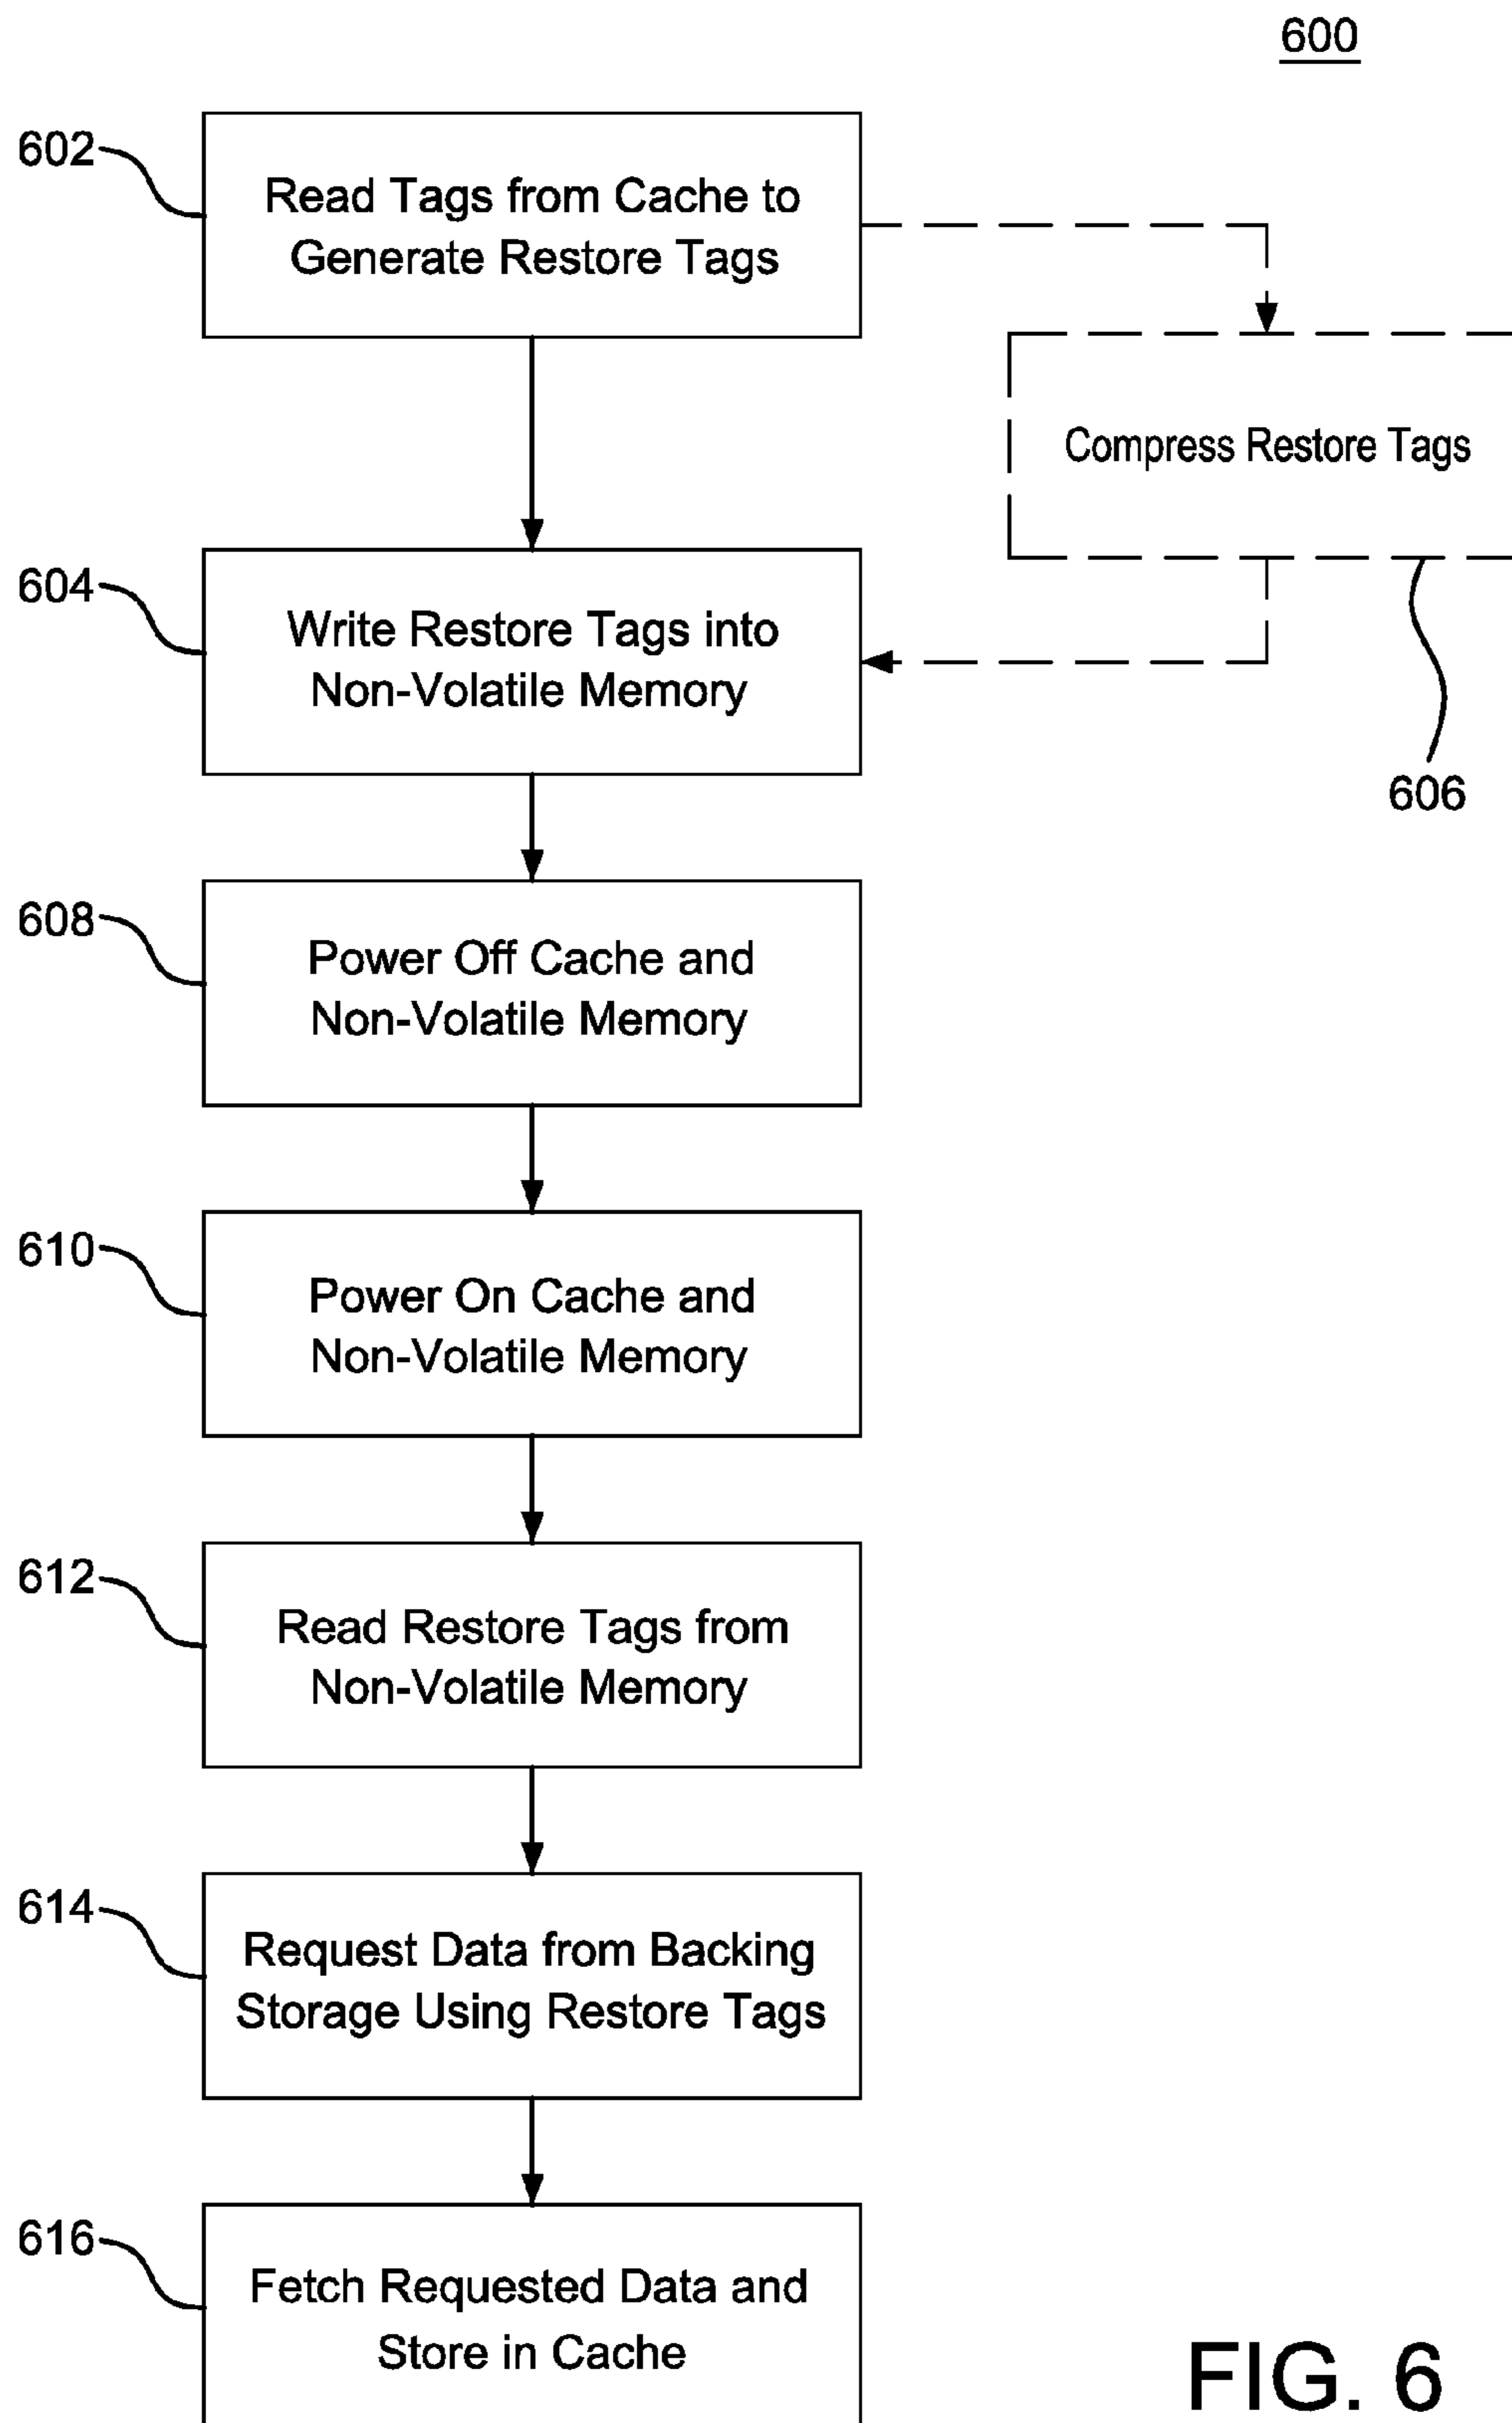 600
602
Read Tags from Cache to
Generate Restore Tags
Compress Restore Tags
604
Write Restore Tags into
Non-Volatile Memory
606
608
Power Off Cache and
Non-Volatile Memory
610
Power On Cache and
Non-Volatile Memory
612
Read Restore Tags from
Non-Volatile Memory
614
Request Data from Backing
Storage Using Restore Tags
616
Fetch Requested Data and
Store in Cache
FIG. 6